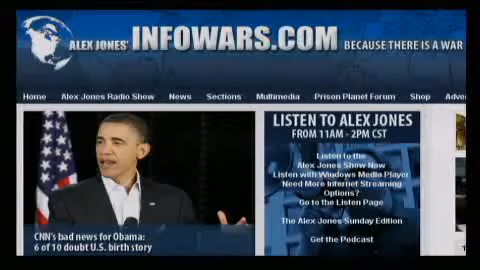 ALEX JONES' INFOWARS.COM BECAUSE THERE IS A WAR
Home Alex Jones Radio Show News Sections Multimedia Prison Planet Forum Shop
LISTEN TO ALEX JONES
FROM 11AM - 2PM CST
Listen to the
Alex Jones Show Now
Listen with Windows Media Player
Need More Internet Streaming
Options?
Go to the Listen Page
The Alex Jones Sunday Edition
Get the Podcast
CNN's bad news for Obama:
6 of 10 doubt U.S. birth story